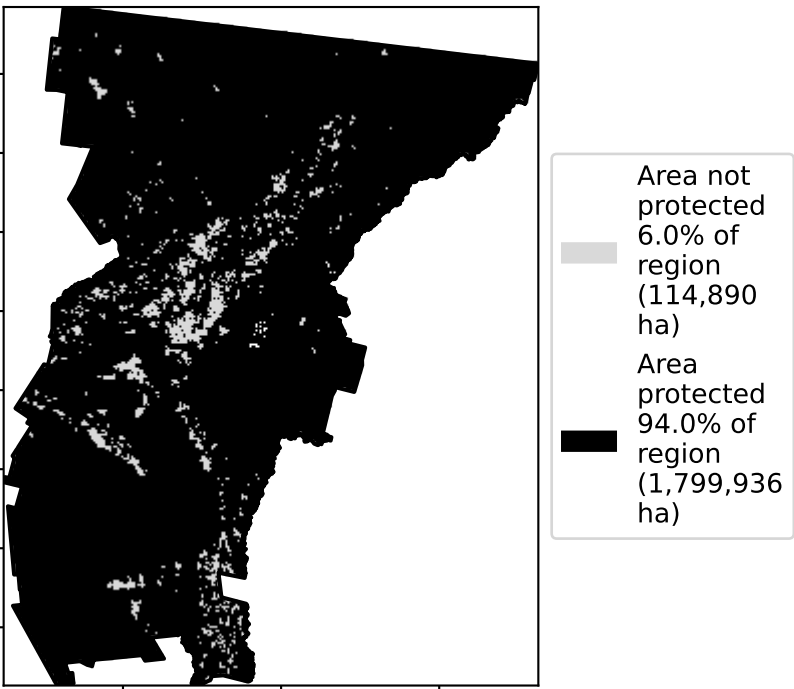 Area not
protected
6.0% of
region
(114,890
ha)
Area
protected
94.0% of
region
(1,799,936
ha)